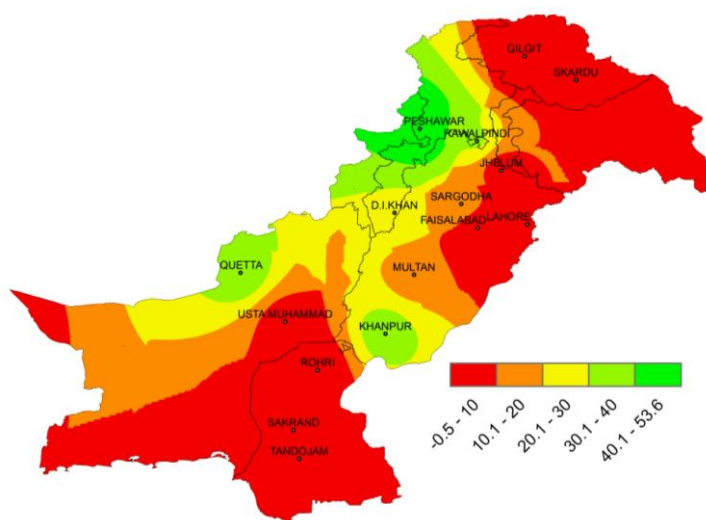 GILGIT
SKARDU
PESHAWAR
RAWALPINDI
JHELUM
SARGODHA
D.I.KHAN
FAISALABAD
LAHORE
QUETTA
MULTAN
USTA MUHAMMAD
KHANPUR
ROHRI
SAKRAND
TANDOJAM
-0.5 - 10
10.1 - 20
20.1 - 30
30.1 - 40
40.1 - 53.6